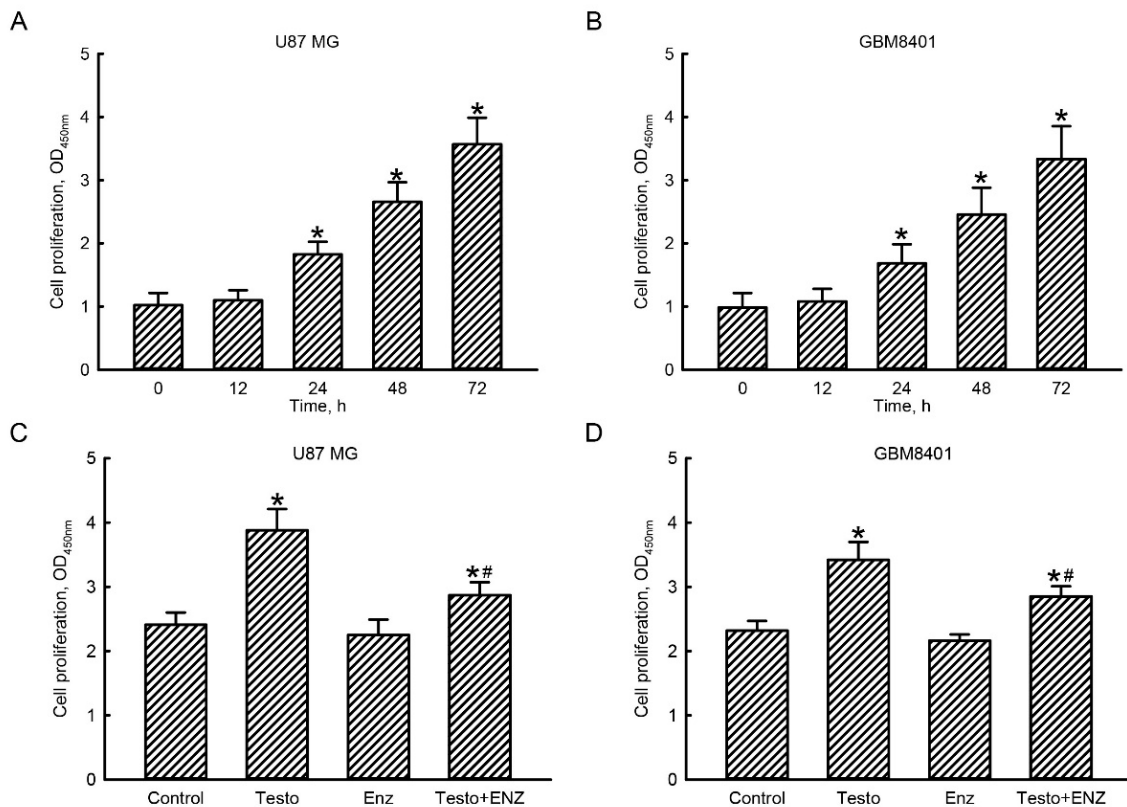 A
U87 MG
Cell proliferation, OD450nm
5
4
3
2
1
0
*
*
*
0 12 24 48 72
Time, h
B
GBM8401
Cell proliferation, OD450nm
5
4
3
2
1
0
*
*
*
0 12 24 48 72
Time, h
C
U87 MG
Cell proliferation, OD450nm
5
4
3
2
1
0
*
*#
Control Testo Enz Testo+ENZ
D
GBM8401
Cell proliferation, OD450nm
5
4
3
2
1
0
*
*#
Control Testo Enz Testo+ENZ